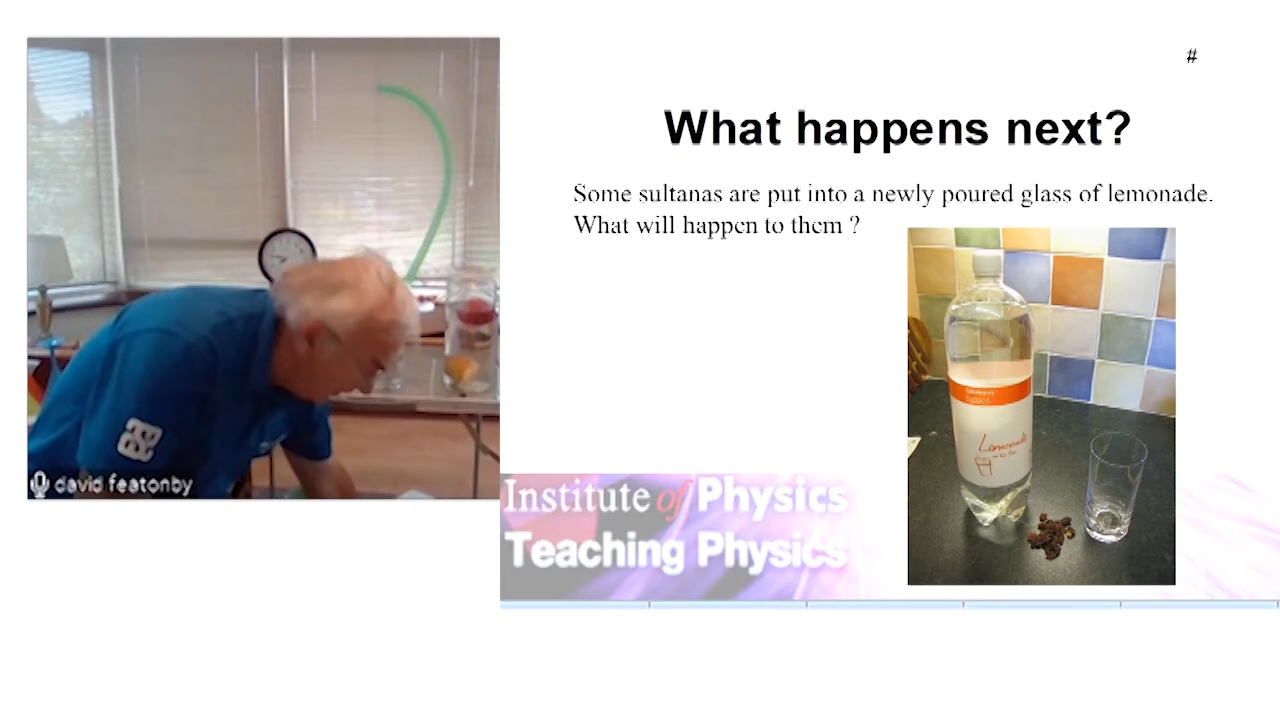 #
What happens next?
Some sultanas are put into a newly poured glass of lemonade.
What will happen to them ?
Lemonade
david featonby
Institute of Physics
Teaching Physics